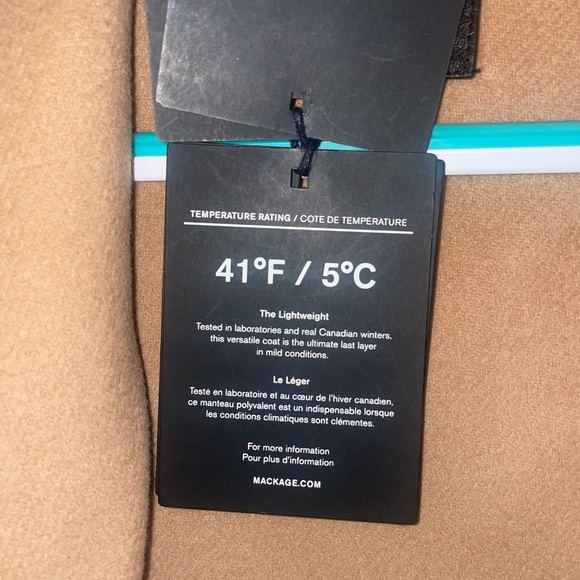 TEMPERATURE RATING / COTE DE TEMPÉRATURE
41°F / 5°C
The Lightweight
Tested in laboratories and real Canadian winters,
this versatile coat is the ultimate last layer
in mild conditions.
Le Léger
Testé en laboratoire et au cœur de l'hiver canadien,
ce manteau polyvalent est un indispensable lorsque
les conditions climatiques sont clémentes.
For more information
Pour plus d'information
MACKAGE.COM